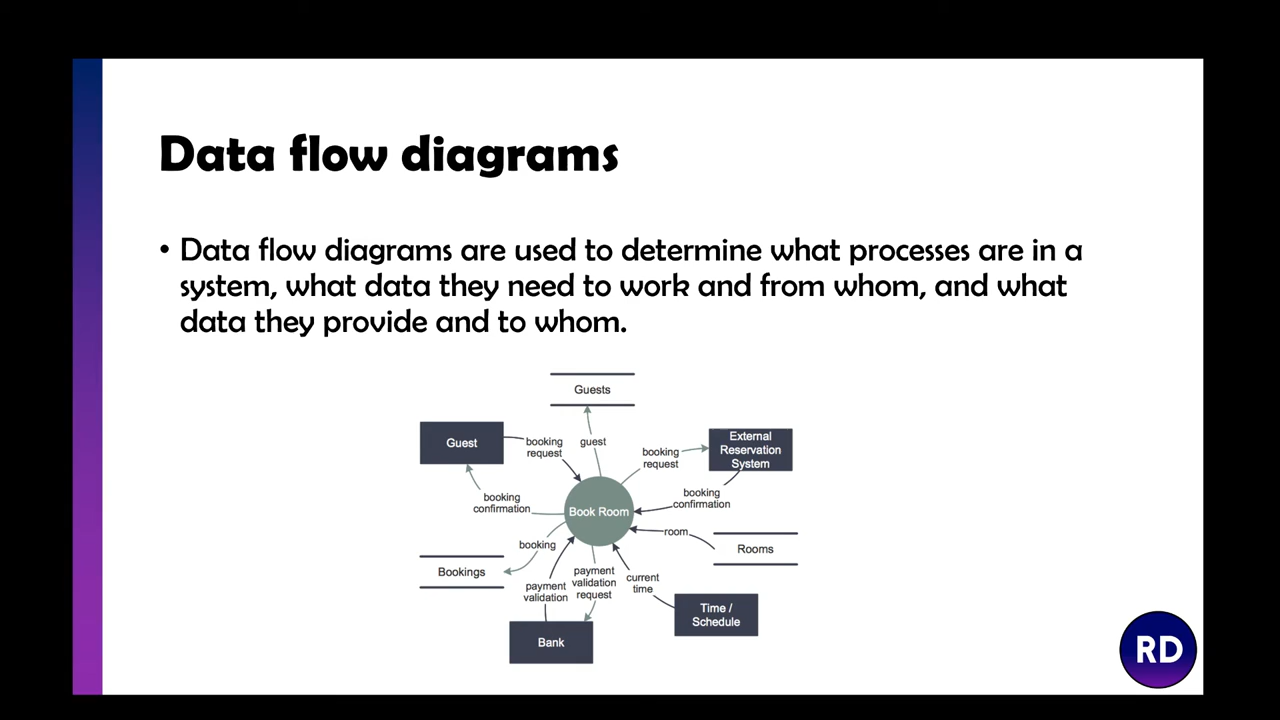 Data flow diagrams
• Data flow diagrams are used to determine what processes are in a
system, what data they need to work and from whom, and what
data they provide and to whom.
Guests
Guest
booking
request
guest
booking
request
External
Reservation
System
booking
confirmation
booking
confirmation
Book Room
room
Rooms
booking
Bookings
payment
validation
payment
validation
request
current
time
Time /
Schedule
Bank
RD